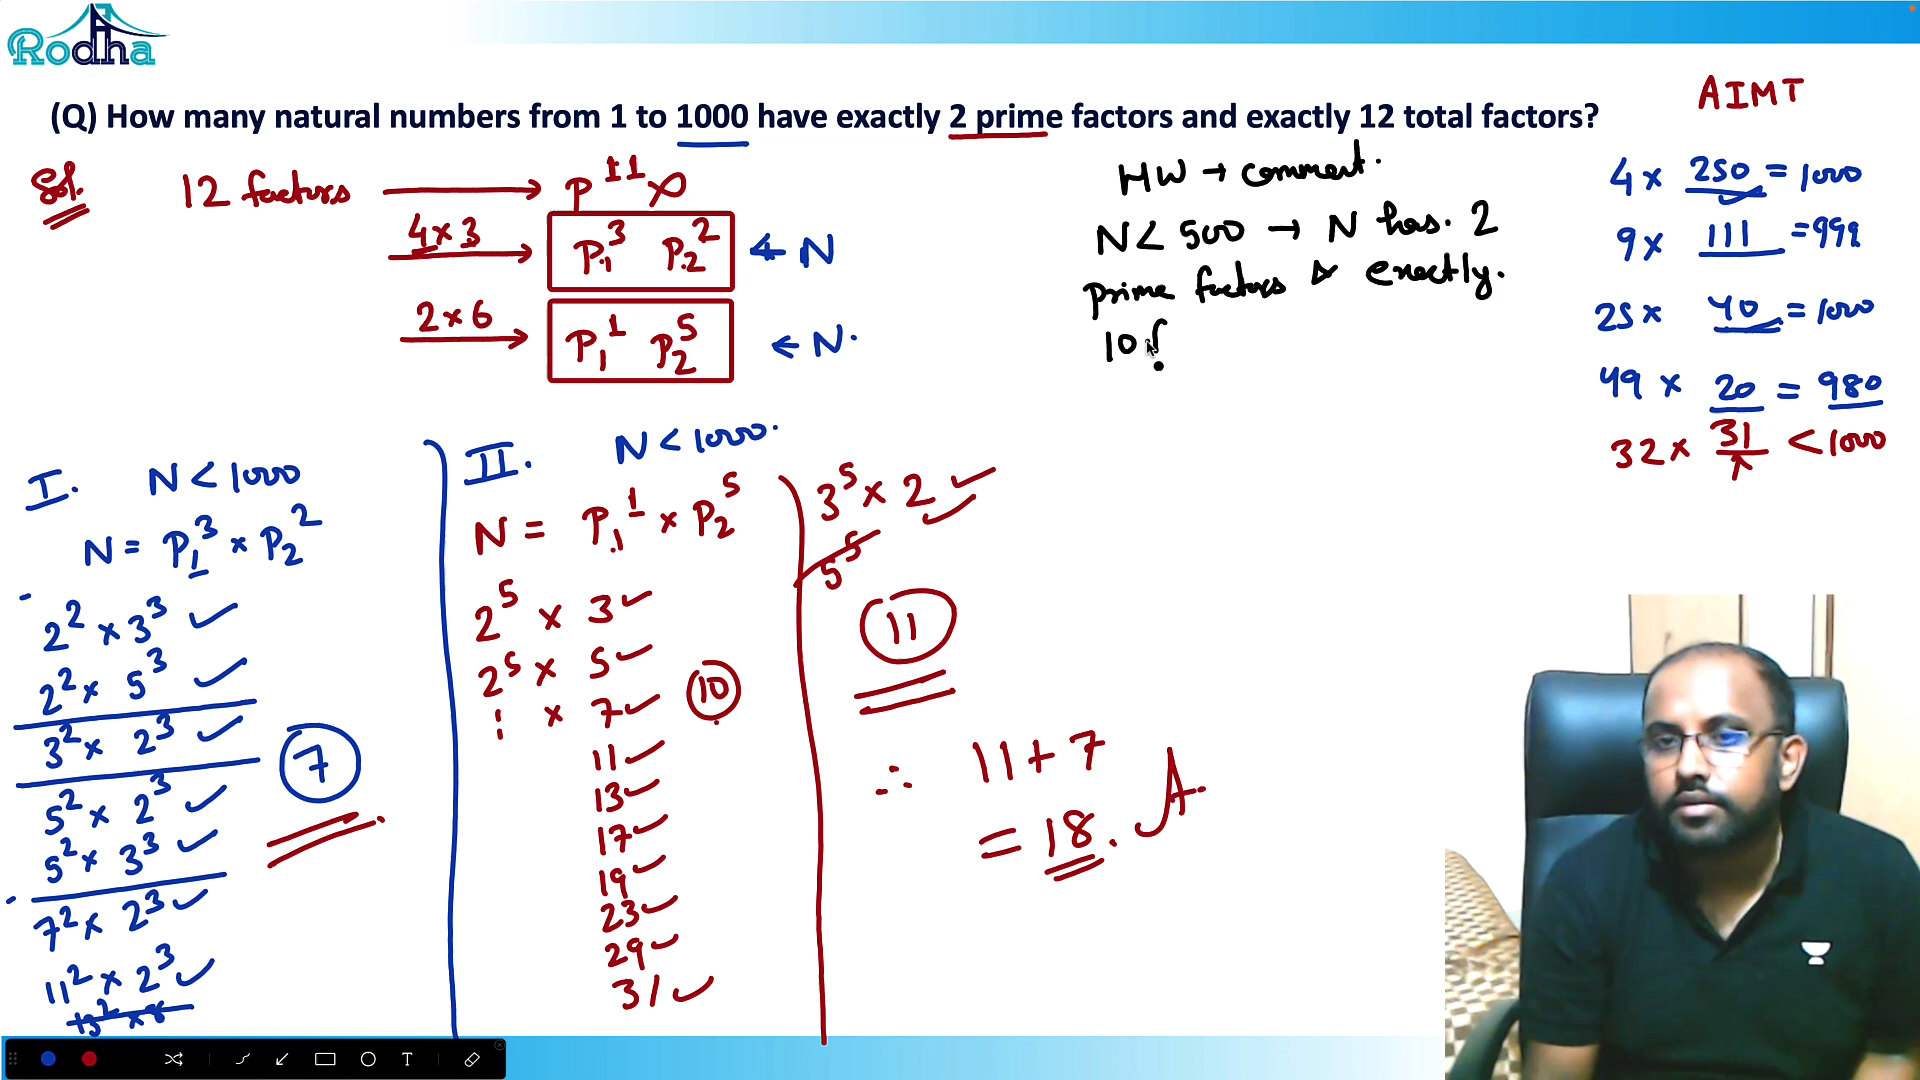 Rodha
AIMT
(Q) How many natural numbers from 1 to 1000 have exactly 2 prime factors and exactly 12 total factors?
Sol. 12 factors → P^11 ×
4×3 → P1^3 P2^2 ← N
2×6 → P1^1 P2^5 ← N.
HW → comment.
N < 500 → N has. 2
prime factors & exactly.
10 f
4 × 250 = 1000
9 × 111 = 999
25 × 40 = 1000
49 × 20 = 980
32 × 31 < 1000
I. N < 1000
N = P1^3 × P2^2
2^2 × 3^3 ✓
2^2 × 5^3 ✓
3^2 × 2^3 ✓
5^2 × 2^3 ✓
5^2 × 3^3 ✓
7^2 × 2^3 ✓
11^2 × 2^3 ✓
13^2 × 8
7
II. N < 1000.
N = P1^1 × P2^5
2^5 × 3 ✓
2^5 × 5 ✓
⋮ × 7 ✓
11 ✓
13 ✓
17 ✓
19 ✓
23 ✓
29 ✓
31 ✓
10
3^5 × 2 ✓
5^5
11
∴ 11 + 7
= 18. A.
T